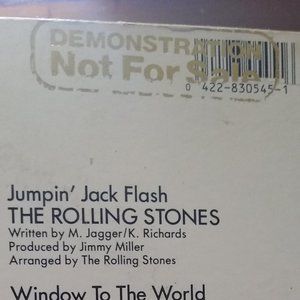 DEMONSTRATION
Not For Sale
0 422-830545-1
Jumpin' Jack Flash
THE ROLLING STONES
Written by M. Jagger/K. Richards
Produced by Jimmy Miller
Arranged by The Rolling Stones
Window To The World